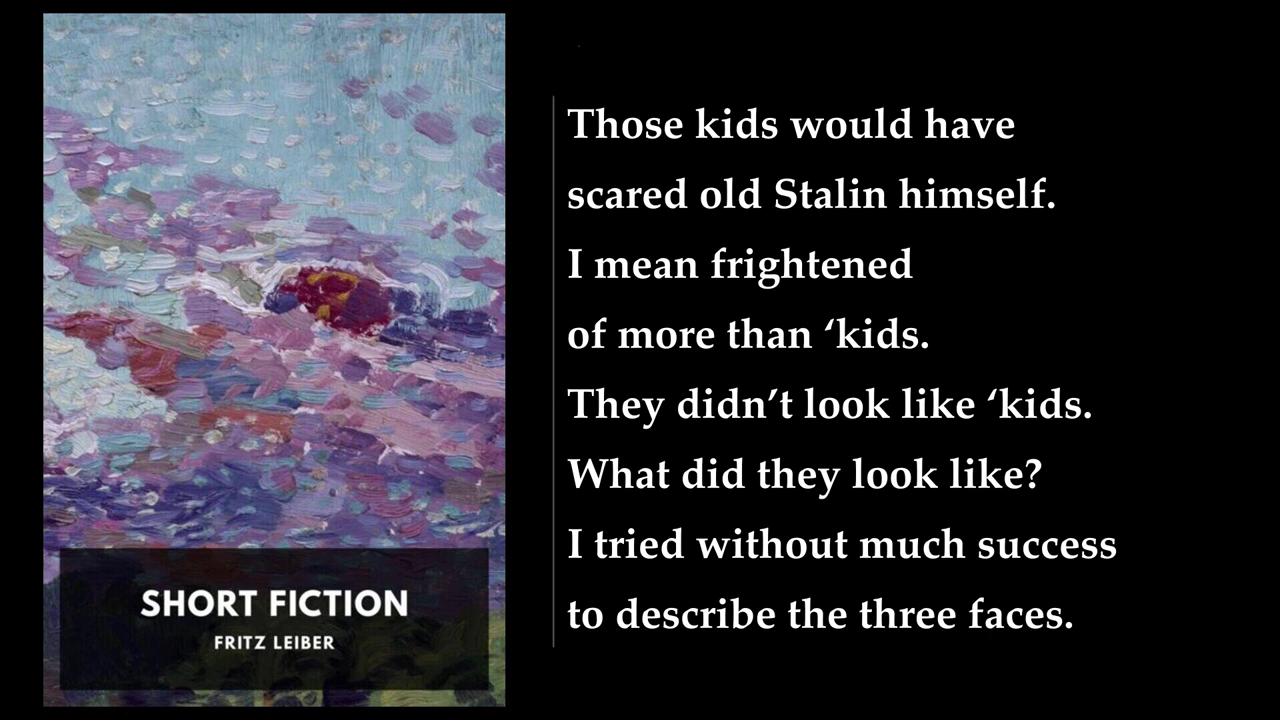 SHORT FICTION
FRITZ LEIBER
Those kids would have
scared old Stalin himself.
I mean frightened
of more than ‘kids.
They didn’t look like ‘kids.
What did they look like?
I tried without much success
to describe the three faces.